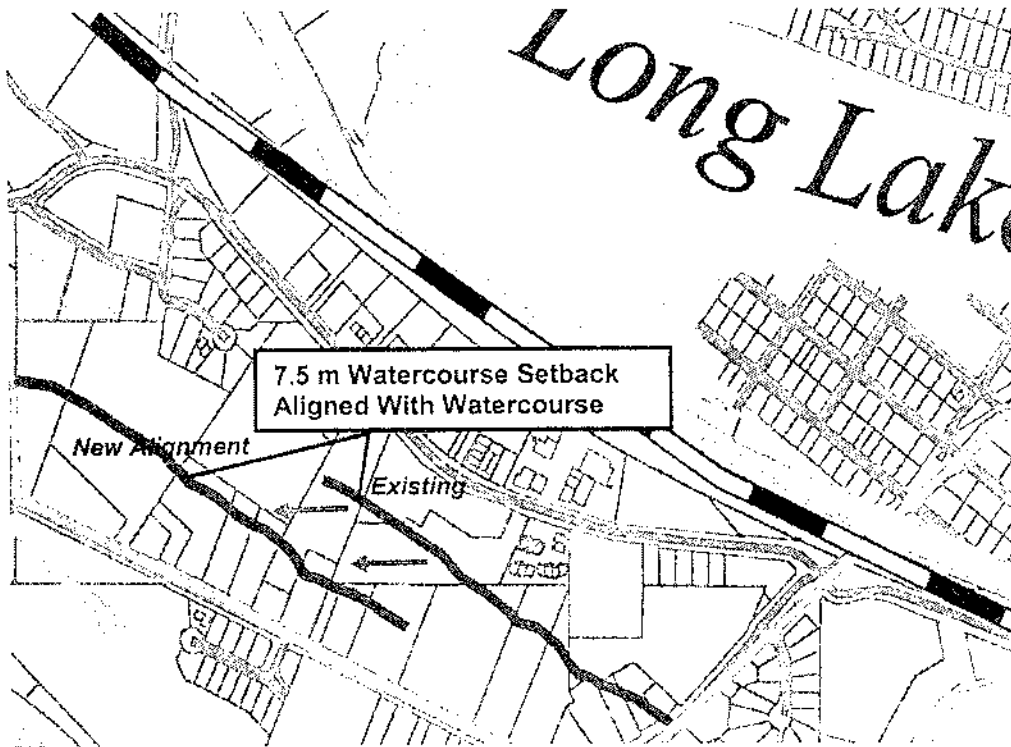 Long Lake
7.5 m Watercourse Setback
Aligned With Watercourse
New Alignment
Existing